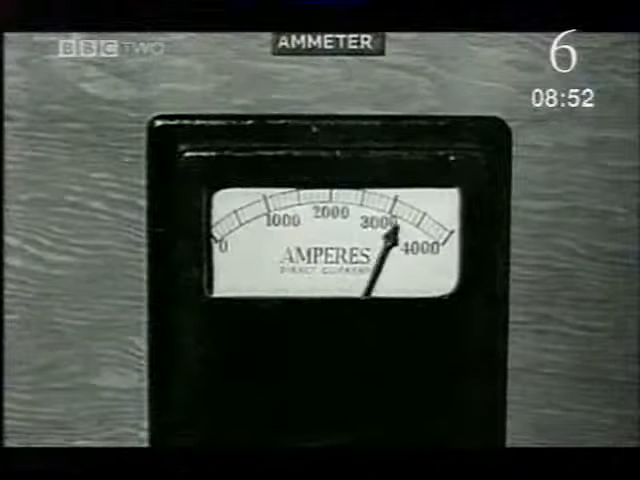 BBC TWO
AMMETER
6
08:52
0
1000
2000
3000
4000
AMPERES
DIRECT CURRENT